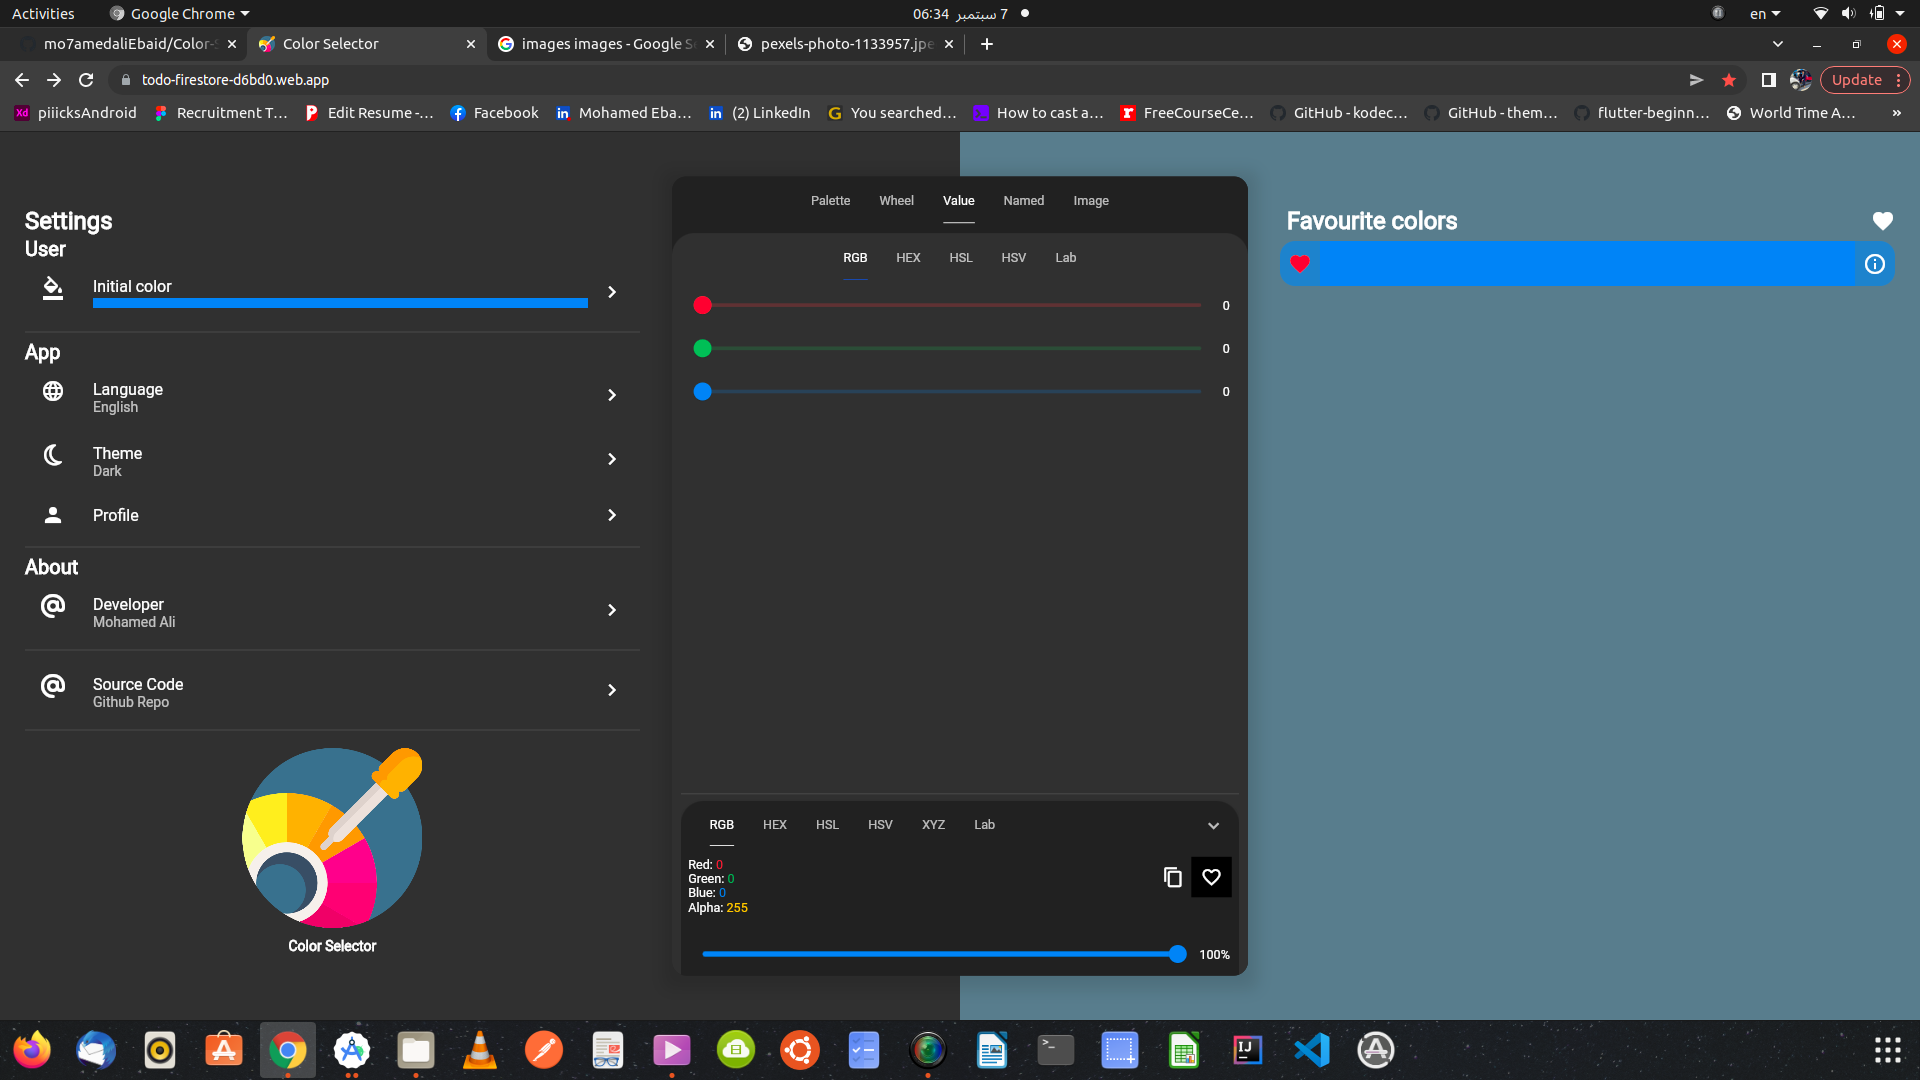 Activities
Google Chrome
7 سبتمبر 06:34
en
mo7amedaliEbaid/Color-S
Color Selector
images images - Google S
pexels-photo-1133957.jpe
todo-firestore-d6bd0.web.app
Update
piiicksAndroid
Recruitment T...
Edit Resume -...
Facebook
Mohamed Eba...
(2) LinkedIn
You searched...
How to cast a...
FreeCourseCe...
GitHub - kodec...
GitHub - them...
flutter-beginn...
World Time A...
»
Settings
User
Initial color
App
Language
English
Theme
Dark
Profile
About
Developer
Mohamed Ali
Source Code
Github Repo
Color Selector
Palette Wheel Value Named Image
RGB HEX HSL HSV Lab
0
0
0
RGB HEX HSL HSV XYZ Lab
Red: 0
Green: 0
Blue: 0
Alpha: 255
100%
Favourite colors